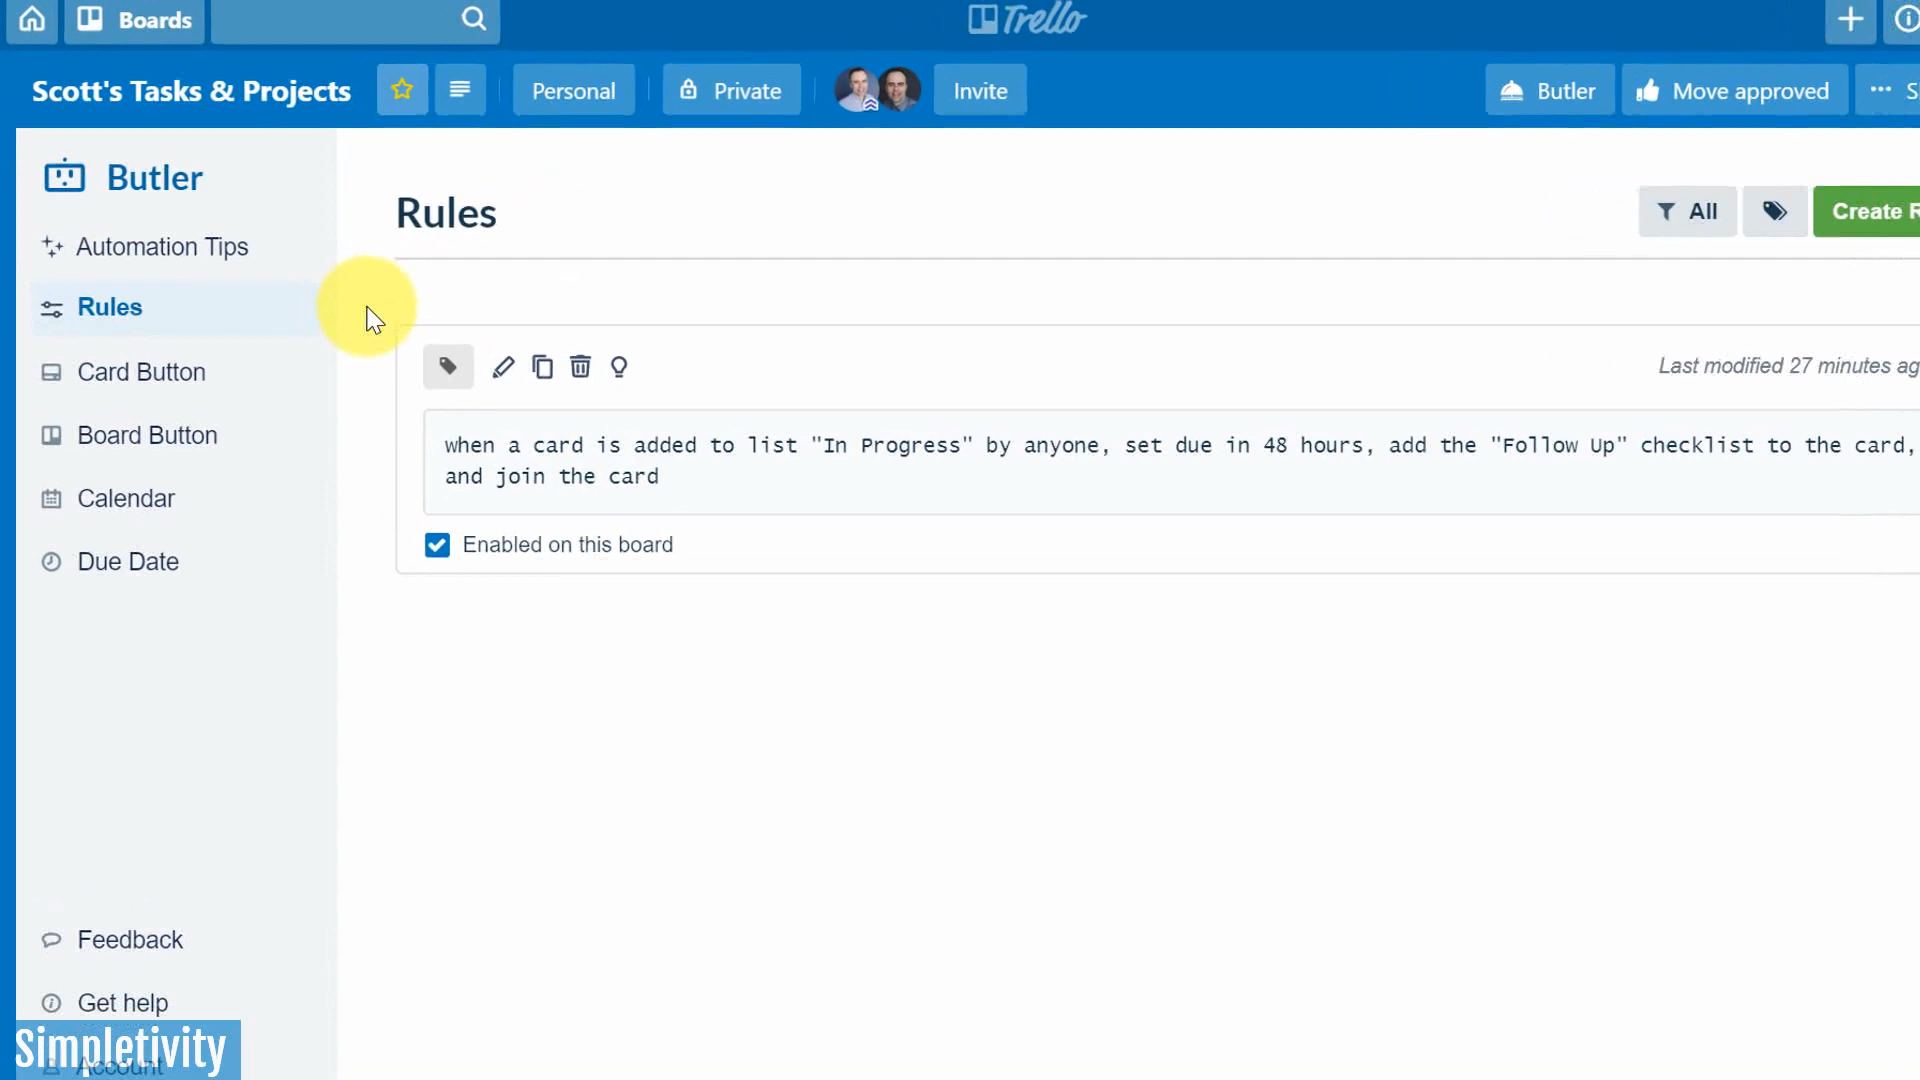 Boards
Trello
Scott's Tasks & Projects
Personal
Private
Invite
Butler
Move approved
Butler
Automation Tips
Rules
Card Button
Board Button
Calendar
Due Date
Feedback
Get help
Account
Simpletivity
Rules
All
Create
Last modified 27 minutes
when a card is added to list "In Progress" by anyone, set due in 48 hours, add the "Follow Up" checklist to the card,
and join the card
Enabled on this board